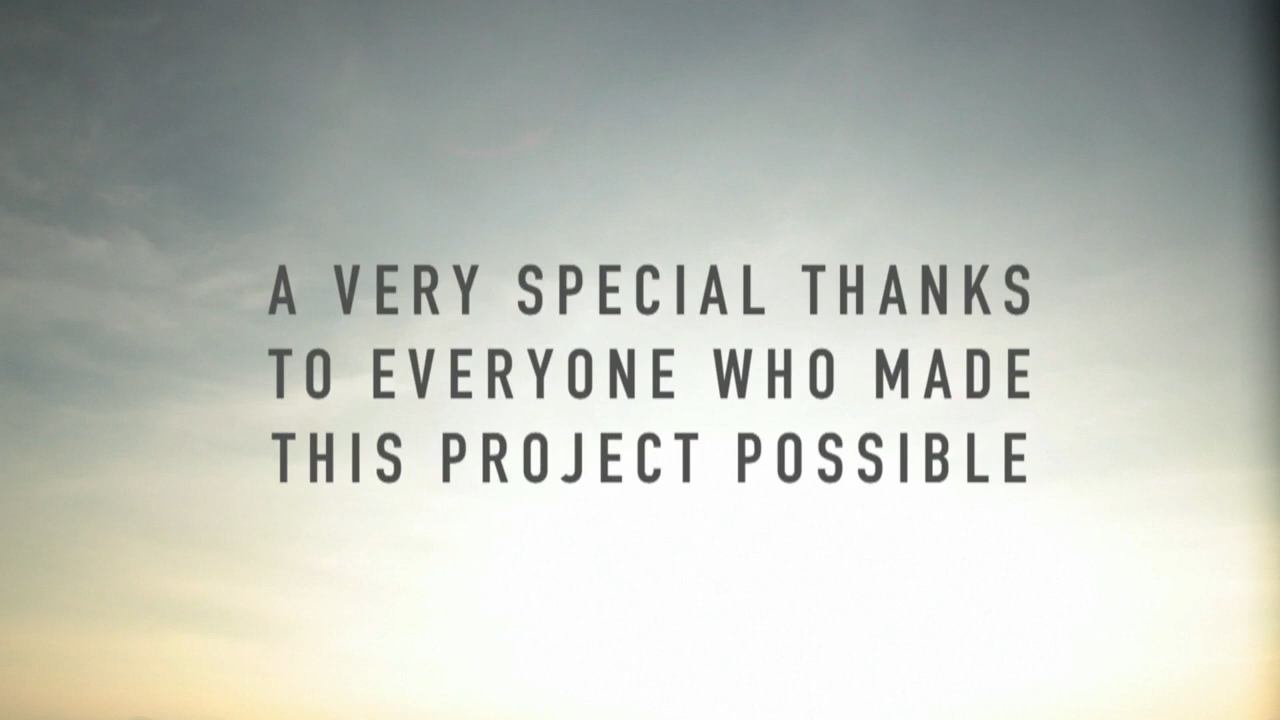 A VERY SPECIAL THANKS
TO EVERYONE WHO MADE
THIS PROJECT POSSIBLE